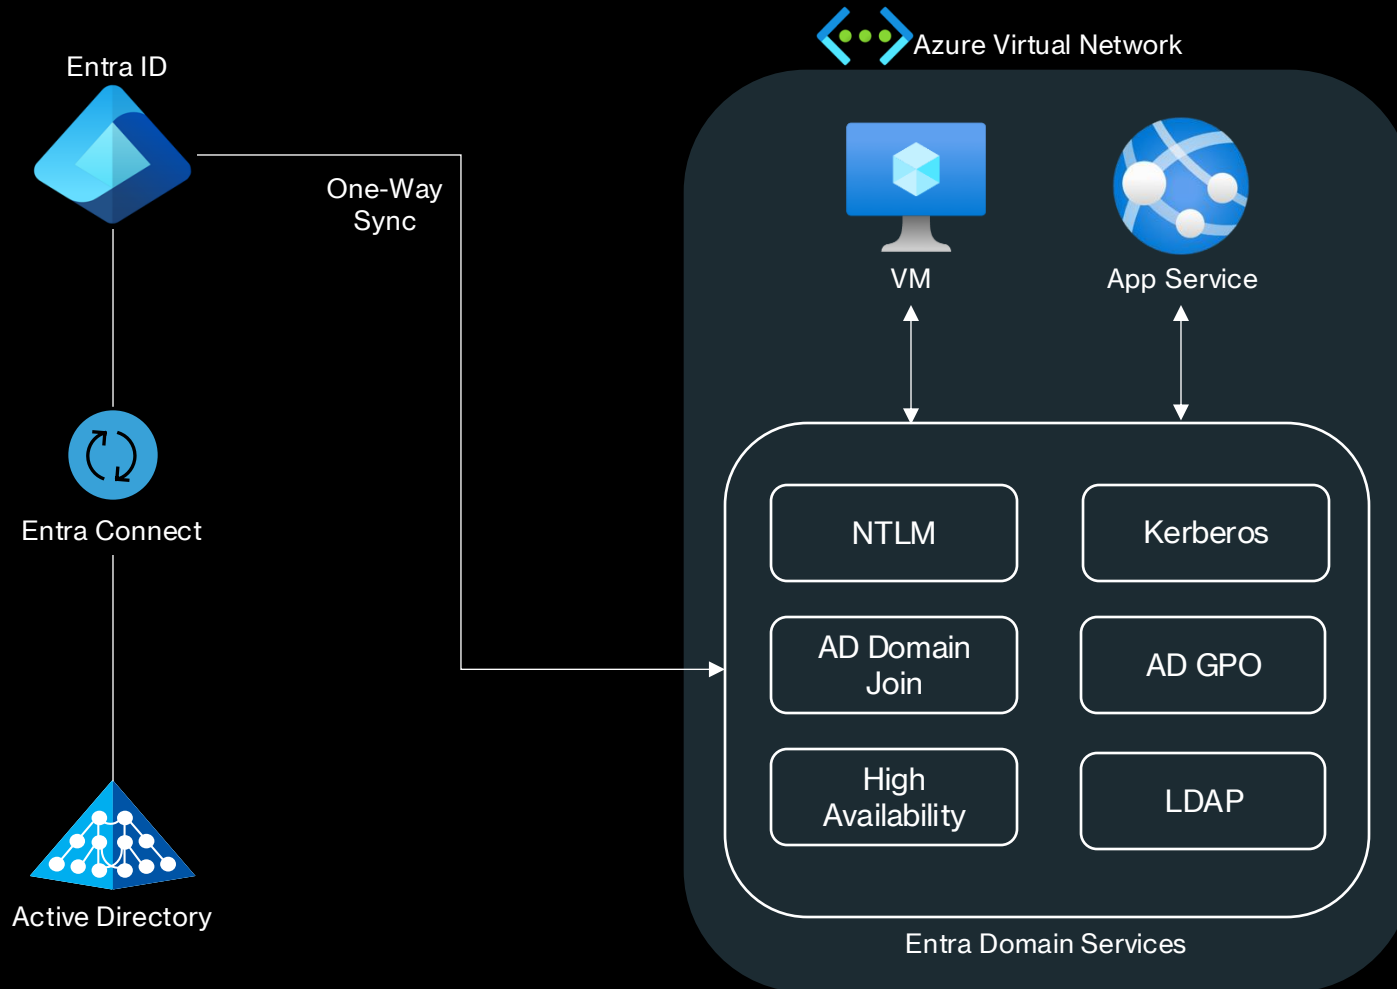 Azure Virtual Network
Entra ID
One-Way
Sync
VM
App Service
Entra Connect
NTLM
Kerberos
AD Domain
Join
AD GPO
High
Availability
LDAP
Active Directory
Entra Domain Services